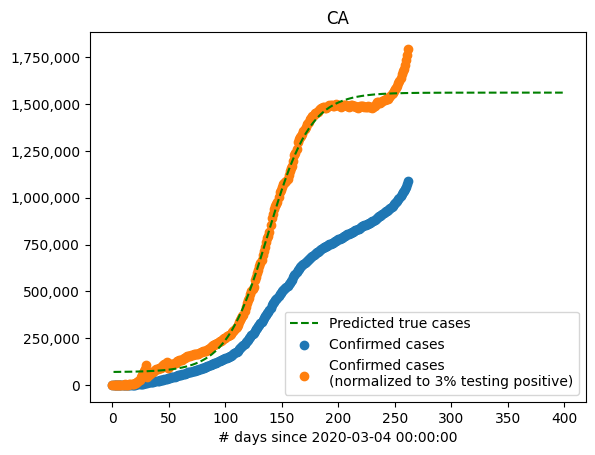 CA
1,750,000
1,500,000
1,250,000
1,000,000
750,000
500,000
250,000
0
Predicted true cases
Confirmed cases
Confirmed cases
(normalized to 3% testing positive)
0 50 100 150 200 250 300 350 400
# days since 2020-03-04 00:00:00